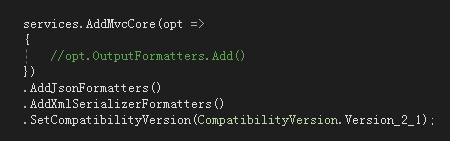 services.AddMvcCore(opt =>
{
//opt.OutputFormatters.Add()
})
.AddJsonFormatters()
.AddXmlSerializerFormatters()
.SetCompatibilityVersion(CompatibilityVersion.Version_2_1);